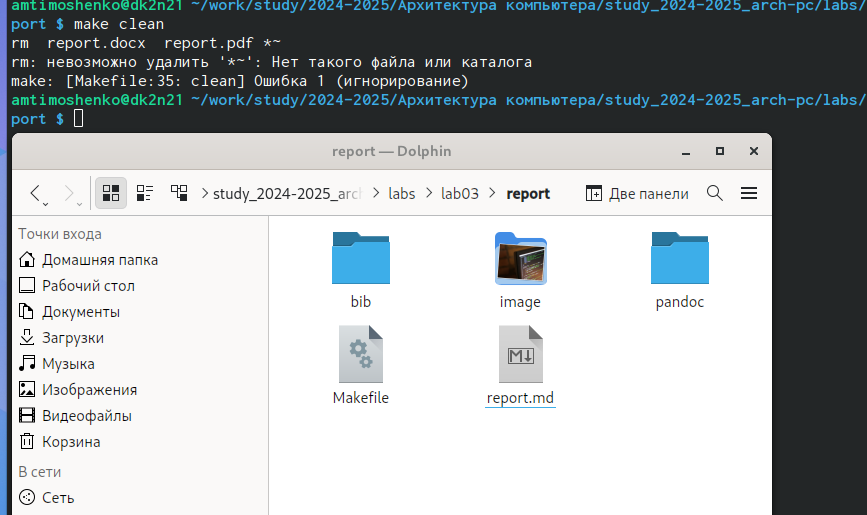 amtimoshenko@dk2n21 ~/work/study/2024-2025/Архитектура компьютера/study_2024-2025_arch-pc/labs/
port $ make clean
rm  report.docx  report.pdf *~
rm: невозможно удалить '*~': Нет такого файла или каталога
make: [Makefile:35: clean] Ошибка 1 (игнорирование)
amtimoshenko@dk2n21 ~/work/study/2024-2025/Архитектура компьютера/study_2024-2025_arch-pc/labs/
port $
report — Dolphin
study_2024-2025_arc labs lab03 report Две панели
Точки входа
Домашняя папка
Рабочий стол
Документы
Загрузки
Музыка
Изображения
Видеофайлы
Корзина
В сети
Сеть
bib image pandoc
Makefile report.md